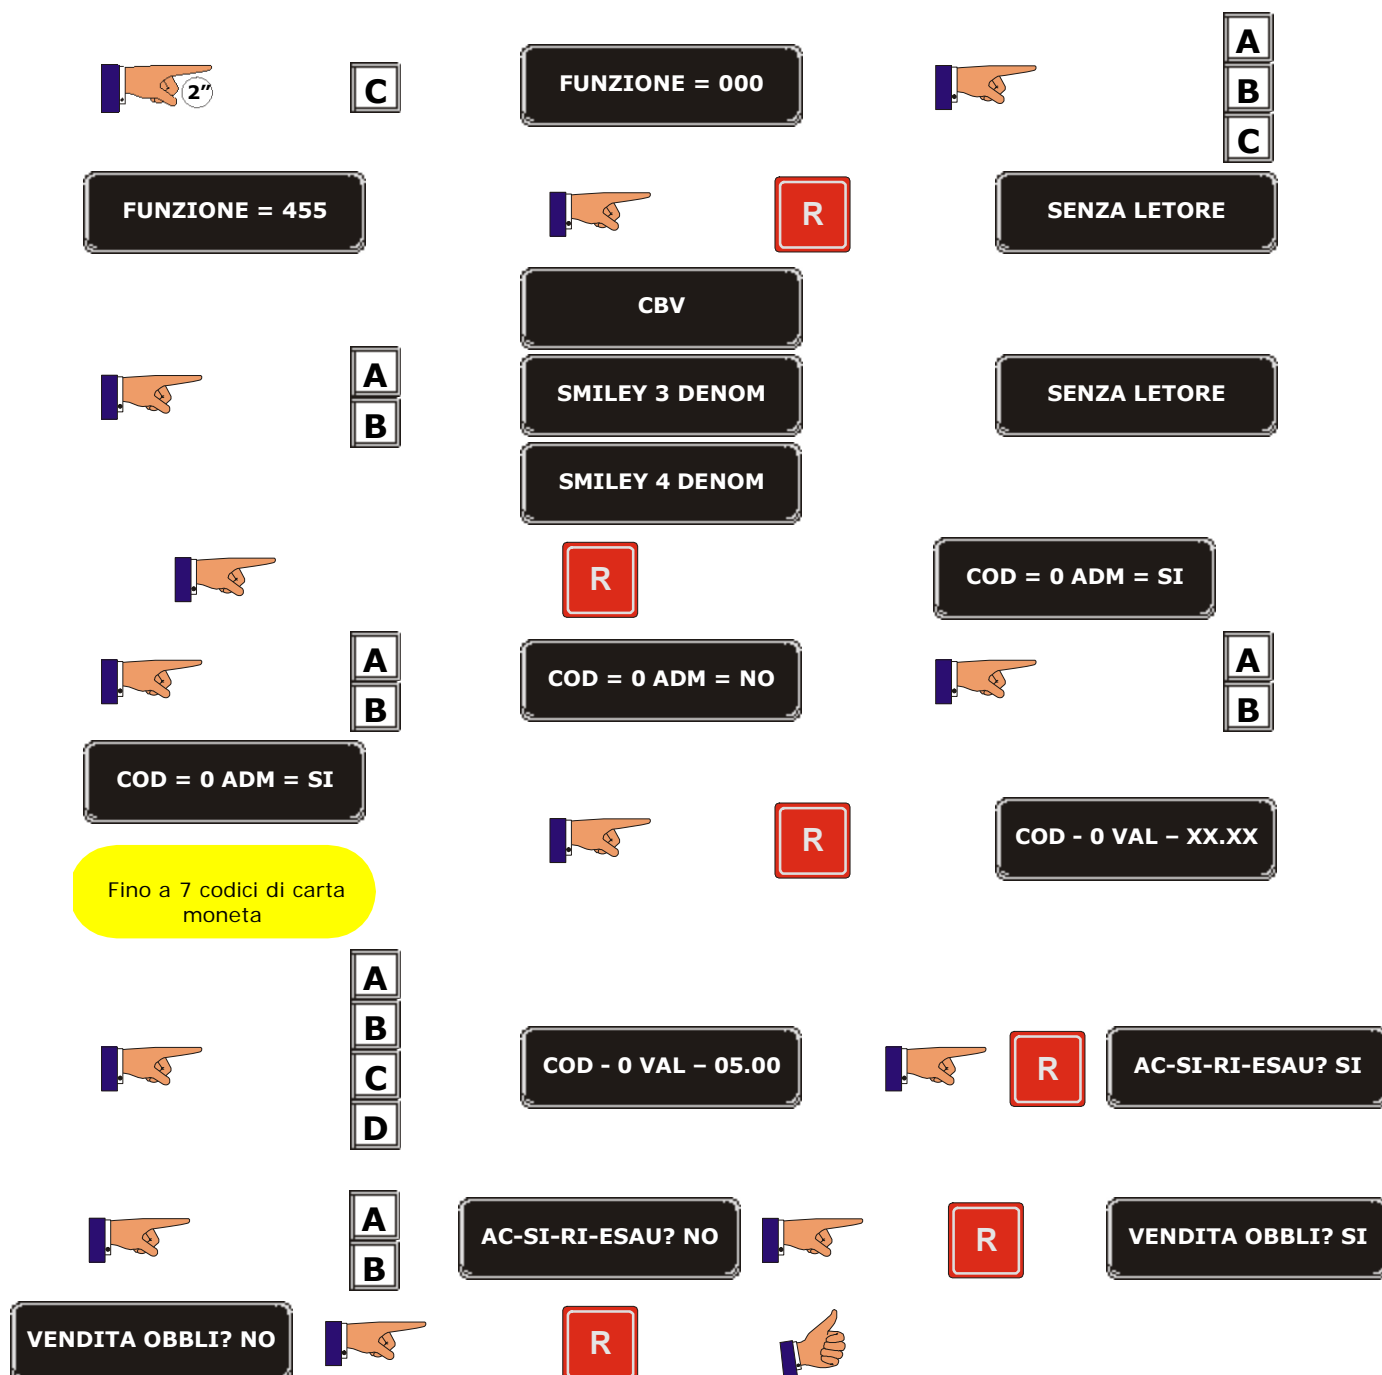 2”
C
FUNZIONE = 000
A
B
C
FUNZIONE = 455
R
SENZA LETORE
A
B
CBV
SMILEY 3 DENOM
SMILEY 4 DENOM
SENZA LETORE
R
COD = 0 ADM = SI
A
B
COD = 0 ADM = NO
A
B
COD = 0 ADM = SI
R
COD - 0 VAL – XX.XX
Fino a 7 codici di carta
moneta
A
B
C
D
COD - 0 VAL – 05.00
R
AC-SI-RI-ESAU? SI
A
B
AC-SI-RI-ESAU? NO
R
VENDITA OBBLI? SI
VENDITA OBBLI? NO
R